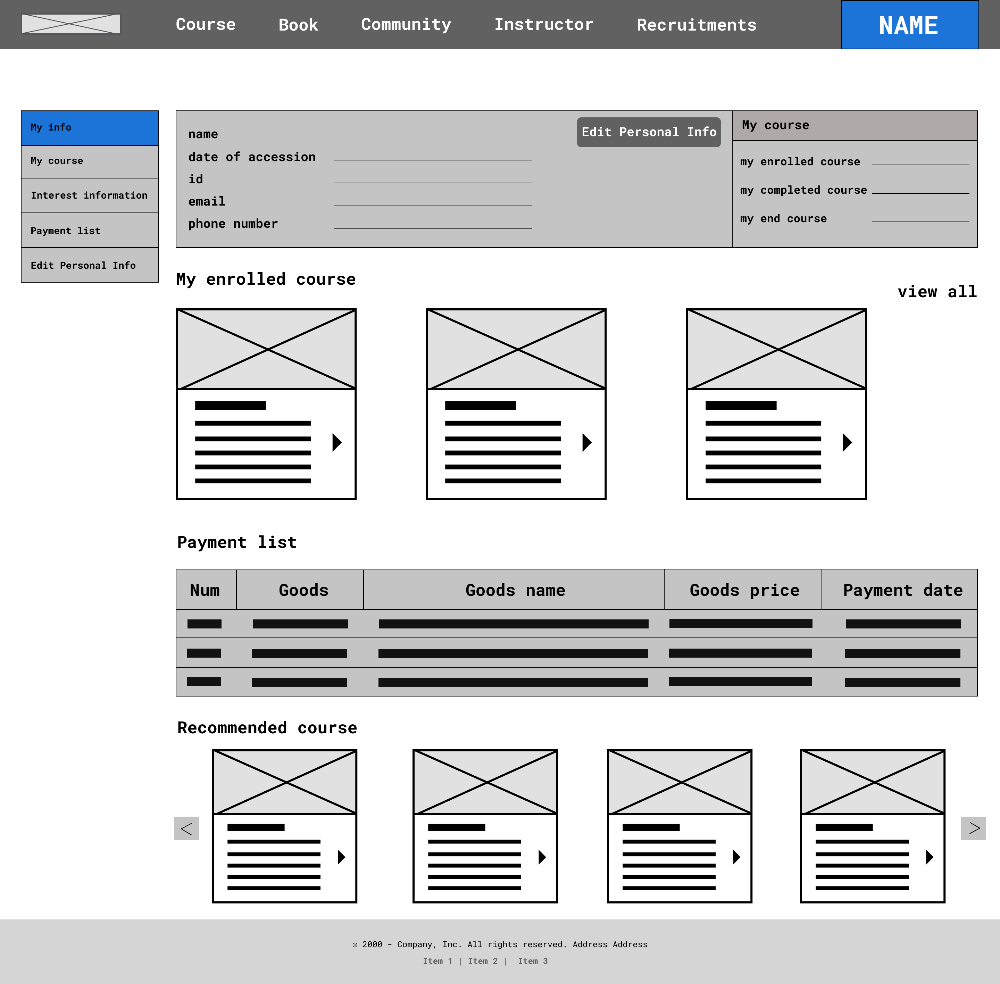 Course Book Community Instructor Recruitments NAME
My info
My course
Interest information
Payment list
Edit Personal Info
name
date of accession
id
email
phone number
Edit Personal Info
My course
my enrolled course
my completed course
my end course
My enrolled course
view all
Payment list
Num Goods Goods name Goods price Payment date
Recommended course
< >
© 2000 - Company, Inc. All rights reserved. Address Address
Item 1 | Item 2 | Item 3